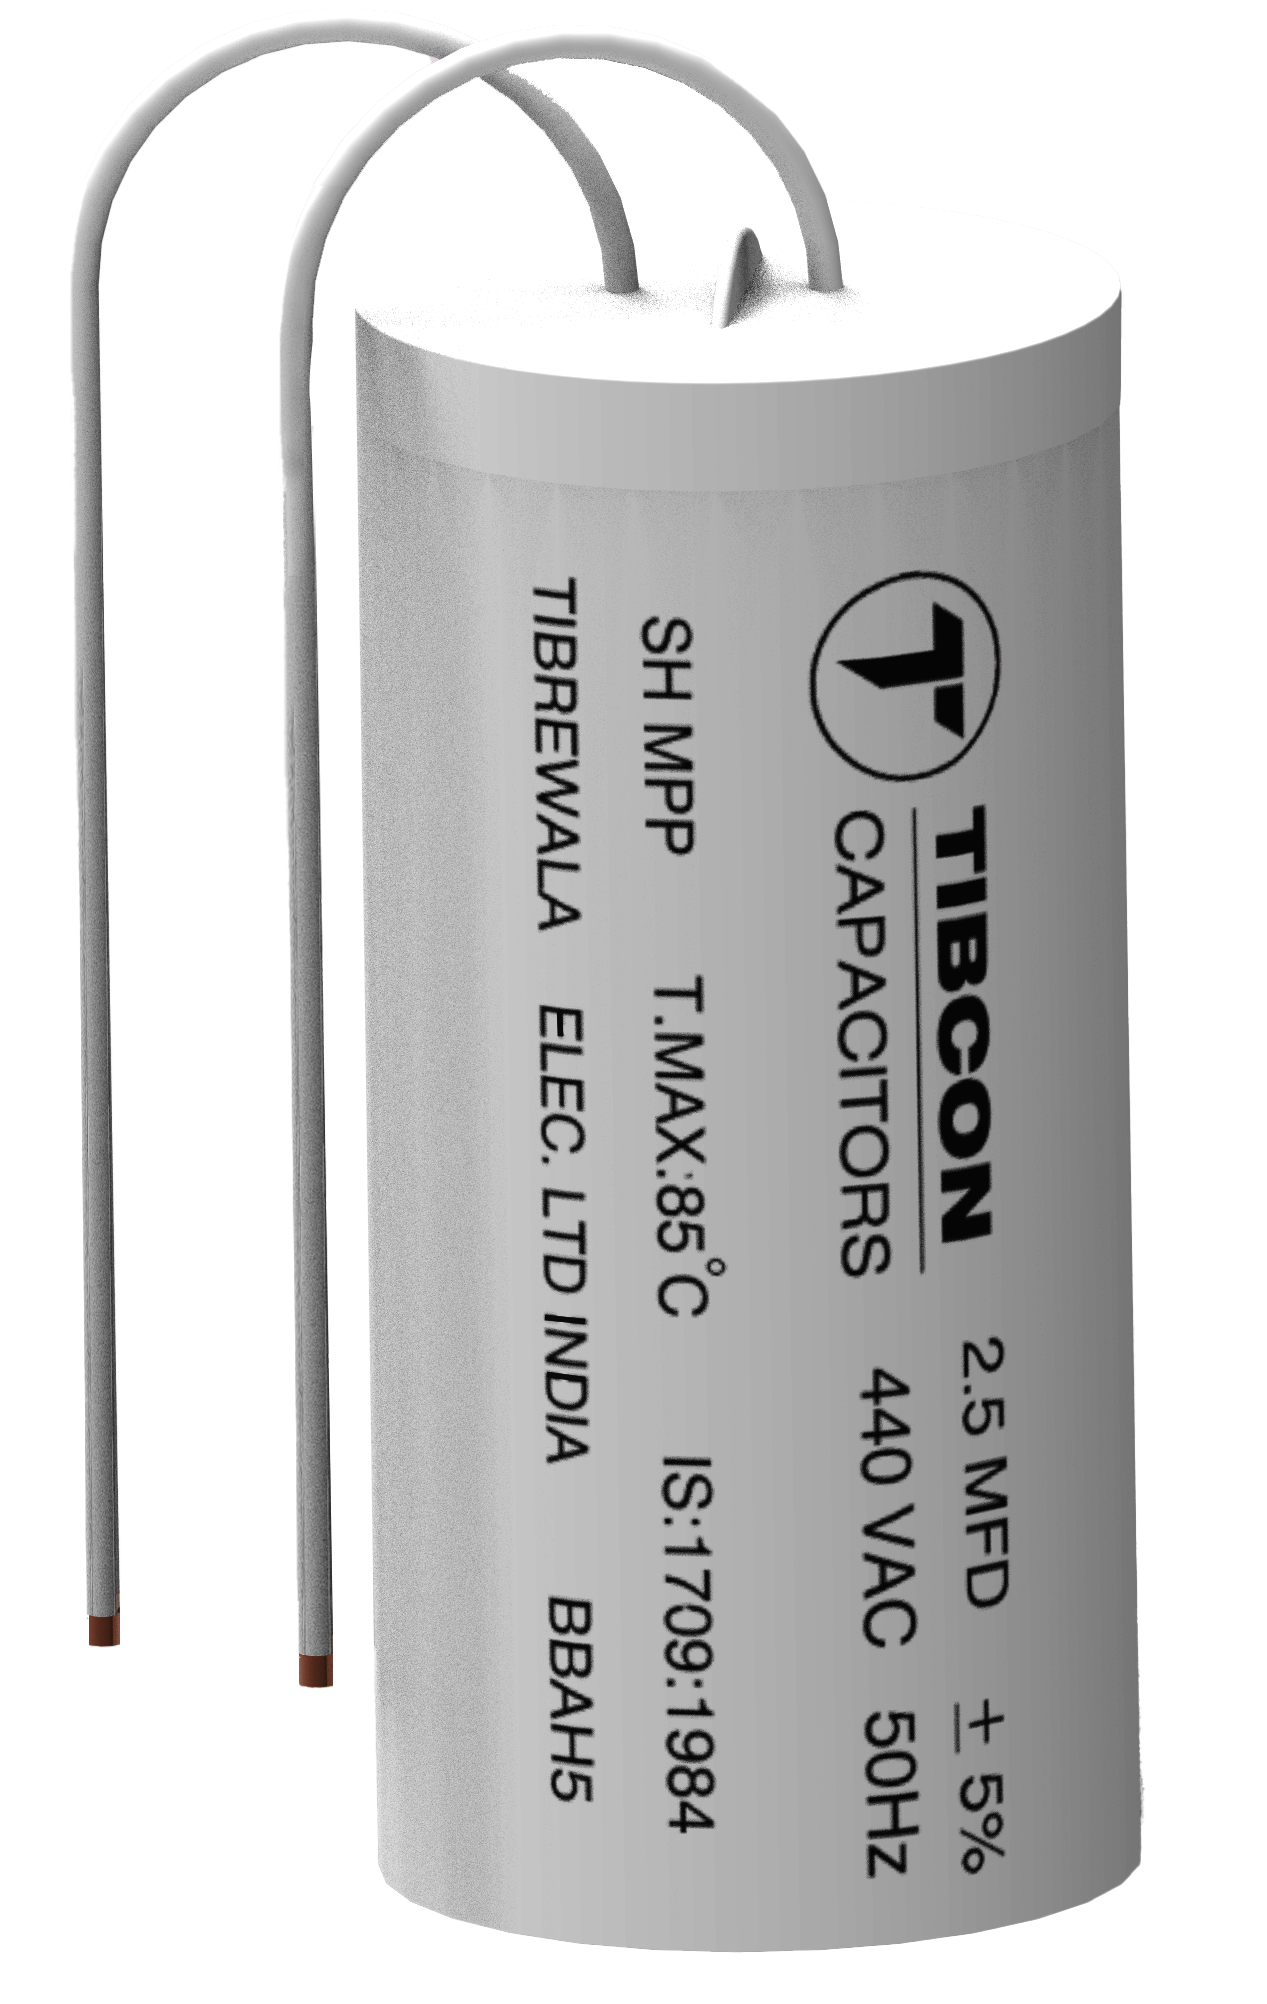 TIBCON 2.5 MFD ± 5%
CAPACITORS 440 VAC 50Hz
SH MPP T.MAX:85°C IS:1709:1984
TIBREWALA ELEC. LTD INDIA BBAH5